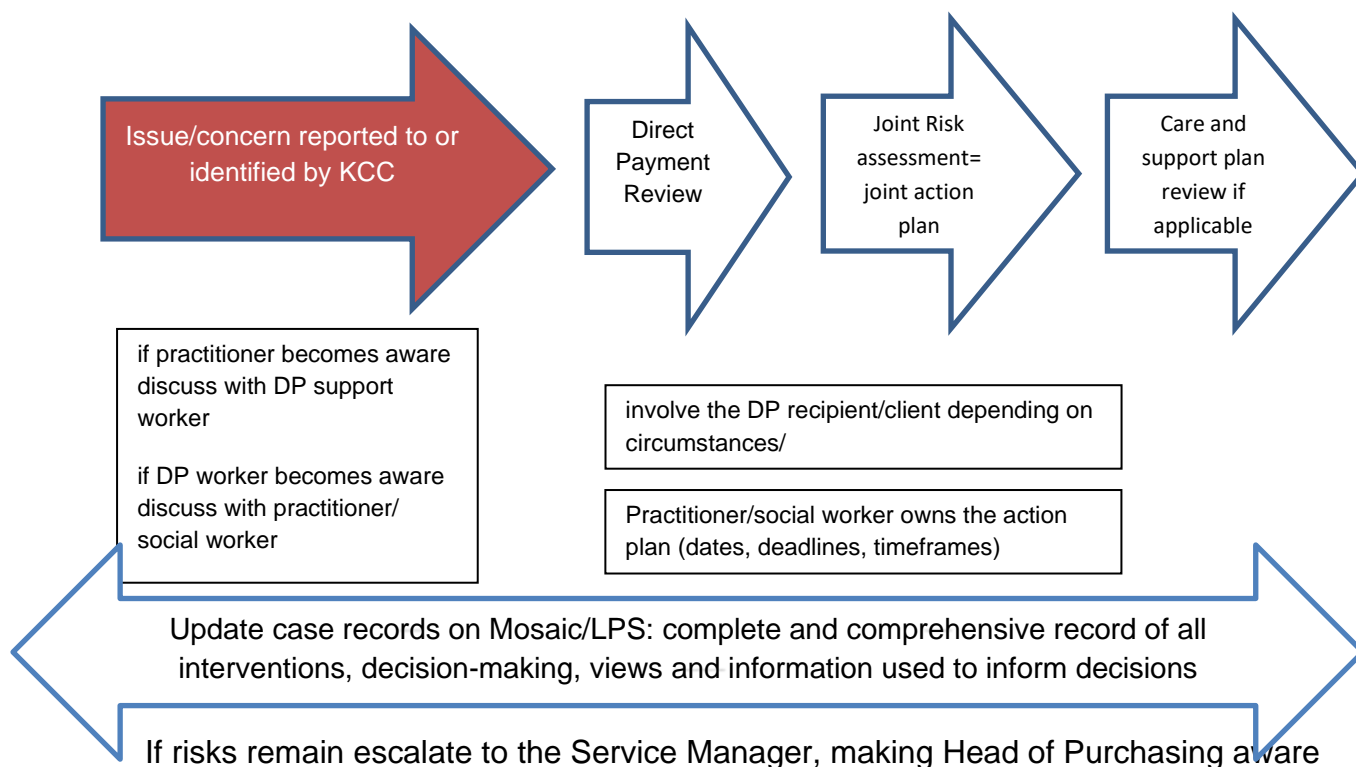 Issue/concern reported to or
identified by KCC
Direct
Payment
Review
Joint Risk
assessment=
joint action
plan
Care and
support plan
review if
applicable
if practitioner becomes aware
discuss with DP support
worker
if DP worker becomes aware
discuss with practitioner/
social worker
involve the DP recipient/client depending on
circumstances/
Practitioner/social worker owns the action
plan (dates, deadlines, timeframes)
Update case records on Mosaic/LPS: complete and comprehensive record of all
interventions, decision-making, views and information used to inform decisions
If risks remain escalate to the Service Manager, making Head of Purchasing aware